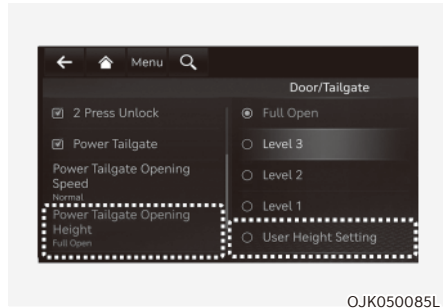 Menu
Door/Tailgate
2 Press Unlock
Power Tailgate
Power Tailgate Opening
Speed
Normal
Power Tailgate Opening
Height
Full Open
Full Open
Level 3
Level 2
Level 1
User Height Setting
OJK050085L